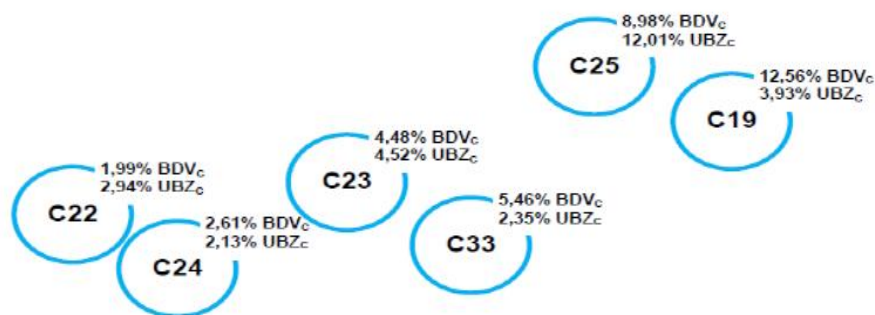 8,98% BDVc
12,01% UBZc
C25
12,56% BDVc
3,93% UBZc
C19
4,48% BDVc
4,52% UBZc
C23
1,99% BDVc
2,94% UBZc
C22
5,46% BDVc
2,35% UBZc
C33
2,61% BDVc
2,13% UBZc
C24